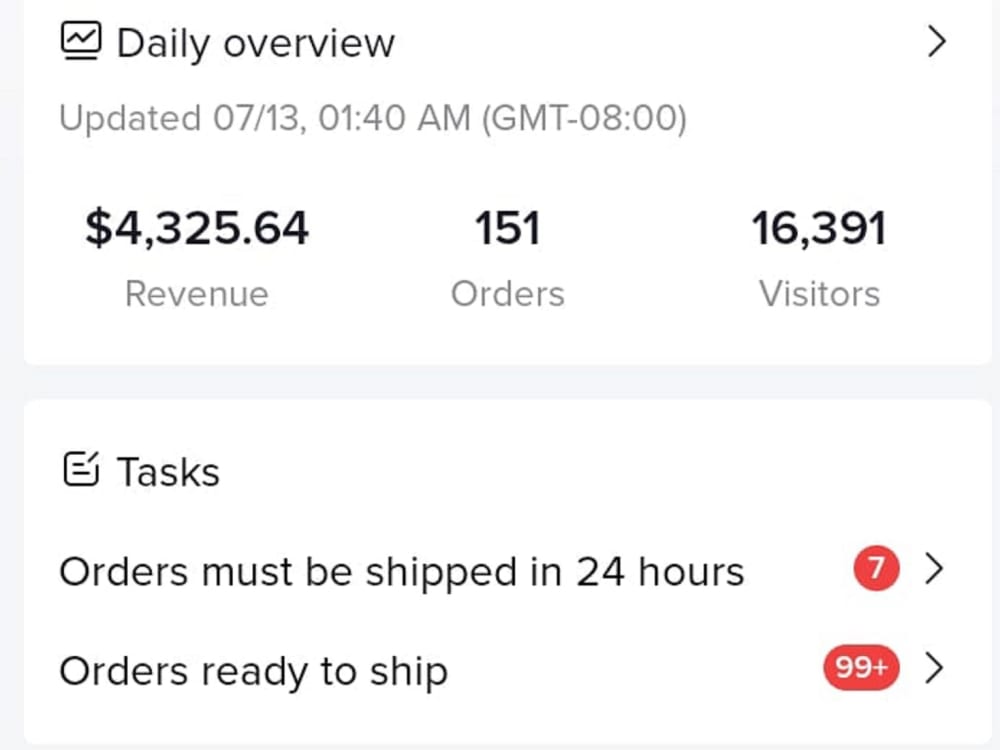 Daily overview
Updated 07/13, 01:40 AM (GMT-08:00)
$4,325.64 151 16,391
Revenue Orders Visitors
Tasks
Orders must be shipped in 24 hours 7
Orders ready to ship 99+